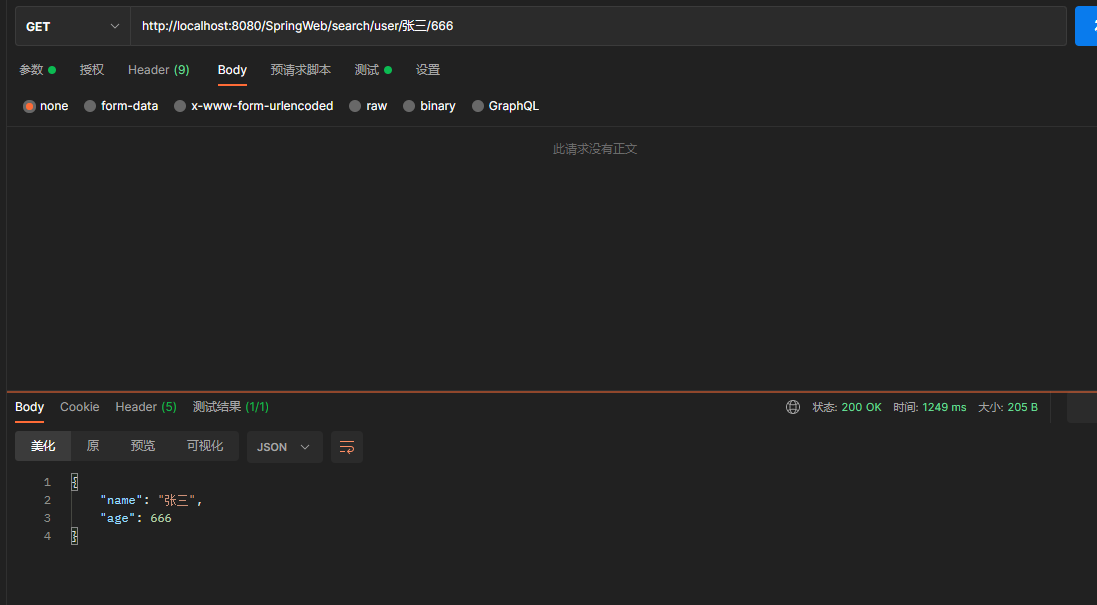 GET http://localhost:8080/SpringWeb/search/user/张三/666
参数 授权 Header (9) Body 预请求脚本 测试 设置
none form-data x-www-form-urlencoded raw binary GraphQL
此请求没有正文
Body Cookie Header (5) 测试结果 (1/1) 状态: 200 OK 时间: 1249 ms 大小: 205 B
美化 原 预览 可视化 JSON
1 {
2 "name": "张三",
3 "age": 666
4 }